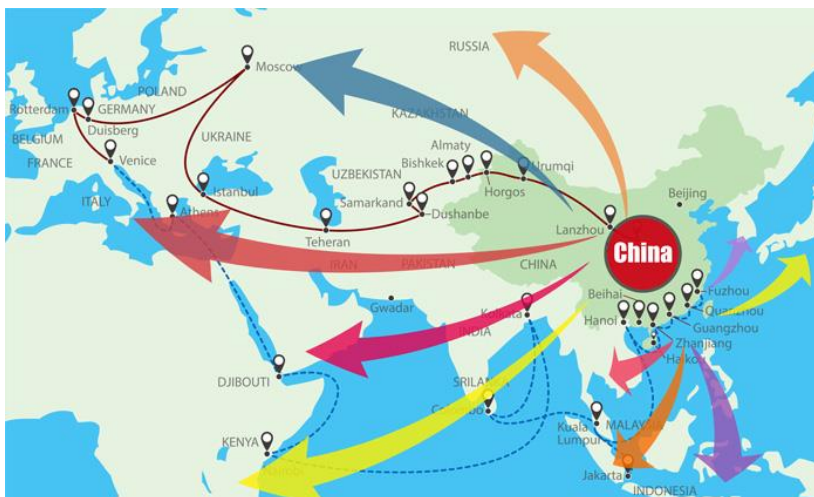 RUSSIA
Moscow
POLAND
Rotterdam
GERMANY
Duisberg
BELGIUM
UKRAINE
KAZAKHSTAN
FRANCE
Venice
Almaty
Bishkek
Urumqi
UZBEKISTAN
Horgos
ITALY
Istanbul
Samarkand
Beijing
Athens
Dushanbe
Lanzhou
Teheran
China
IRAN
PAKISTAN
CHINA
Gwadar
Beihai
Fuzhou
Kolkata
Hanoi
Quanzhou
INDIA
Guangzhou
Zhanjiang
Haikou
DJIBOUTI
SRILANKA
Colombo
Kuala
Lumpur
MALAYSIA
KENYA
Jakarta
INDONESIA